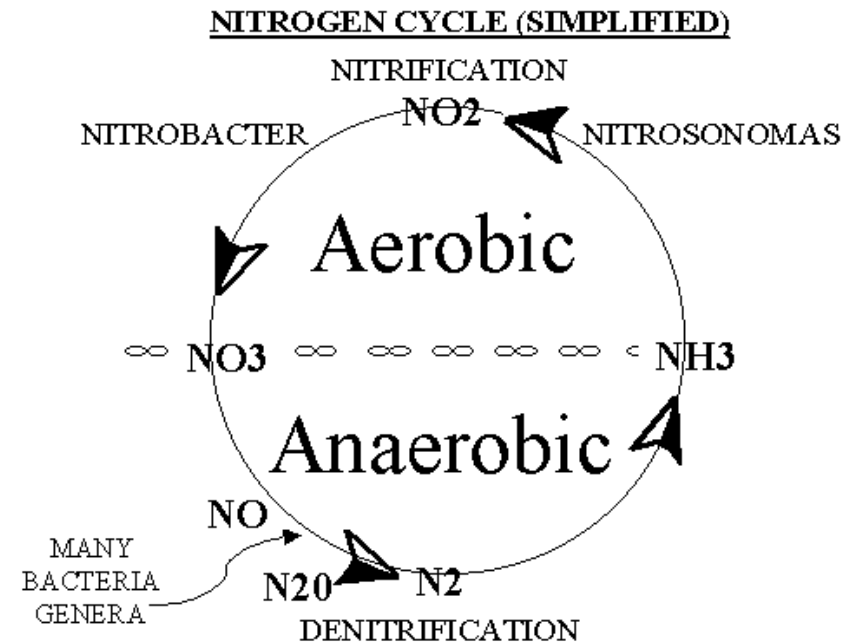 NITROGEN CYCLE (SIMPLIFIED)
NITRIFICATION
NO2
NITROBACTER
NITROSONOMAS
Aerobic
NO3
NH3
Anaerobic
NO
MANY
BACTERIA
GENERA
N20
N2
DENITRIFICATION